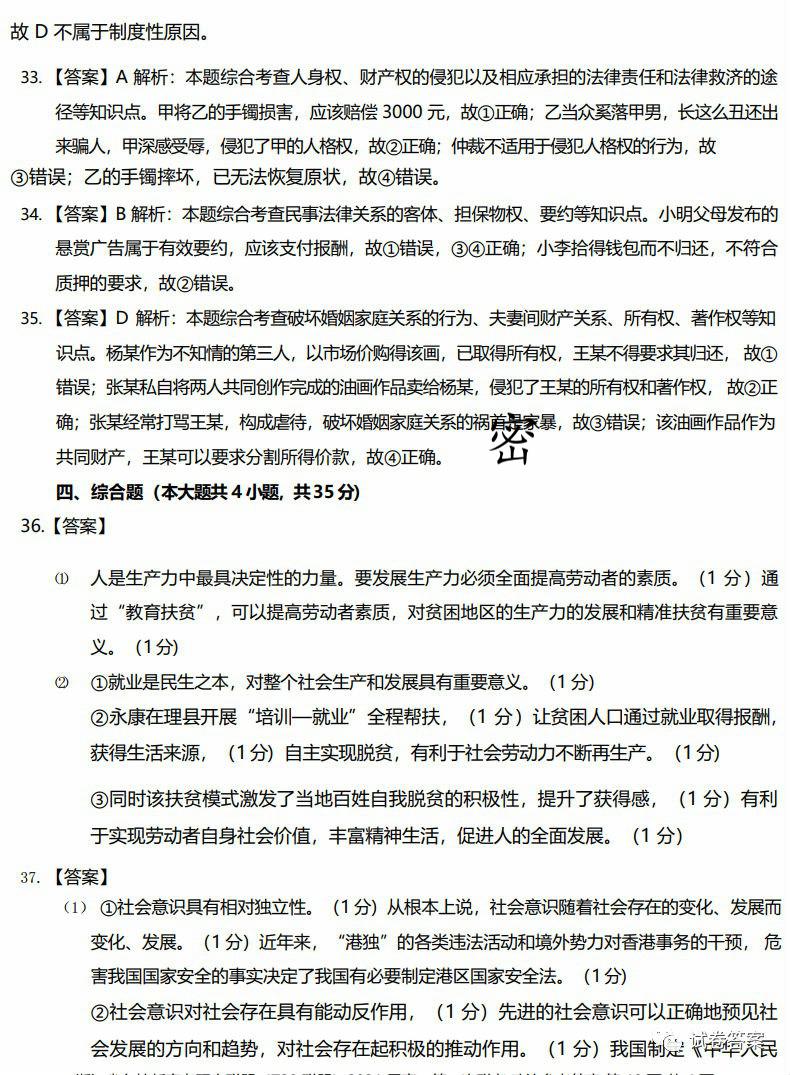 故 D 不属于制度性原因。
33. 【答案】A 解析：本题综合考查人身权、财产权的侵犯以及相应承担的法律责任和法律救济的途
径等知识点。甲将乙的手镯损害，应该赔偿 3000 元，故①正确；乙当众奚落甲男，长这么丑还出
来骗人，甲深感受辱，侵犯了甲的人格权，故②正确；仲裁不适用于侵犯人格权的行为，故
③错误；乙的手镯摔坏，已无法恢复原状，故④错误。
34. 【答案】B 解析：本题综合考查民事法律关系的客体、担保物权、要约等知识点。小明父母发布的
悬赏广告属于有效要约，应该支付报酬，故①错误，③④正确；小李拾得钱包而不归还，不符合
质押的要求，故②错误。
35. 【答案】D 解析：本题综合考查破坏婚姻家庭关系的行为、夫妻间财产关系、所有权、著作权等知
识点。杨某作为不知情的第三人，以市场价购得该画，已取得所有权，王某不得要求其归还， 故①
错误；张某私自将两人共同创作完成的油画作品卖给杨某，侵犯了王某的所有权和著作权， 故②正
确；张某经常打骂王某，构成虐待，破坏婚姻家庭关系的祸首是家暴，故③错误；该油画作品作为
密
共同财产，王某可以要求分割所得价款，故④正确。
四、综合题（本大题共 4 小题，共 35 分）
36.【答案】
⑴ 人是生产力中最具决定性的力量。要发展生产力必须全面提高劳动者的素质。（1 分）通
过“教育扶贫”，可以提高劳动者素质，对贫困地区的生产力的发展和精准扶贫有重要意
义。（1 分）
⑵ ①就业是民生之本，对整个社会生产和发展具有重要意义。（1 分）
②永康在理县开展“培训—就业”全程帮扶，（1 分）让贫困人口通过就业取得报酬，
获得生活来源，（1 分）自主实现脱贫，有利于社会劳动力不断再生产。（1 分）
③同时该扶贫模式激发了当地百姓自我脱贫的积极性，提升了获得感，（1 分）有利
于实现劳动者自身社会价值，丰富精神生活，促进人的全面发展。（1 分）
37. 【答案】
（1）①社会意识具有相对独立性。（1 分）从根本上说，社会意识随着社会存在的变化、发展而
变化、发展。（1 分）近年来，“港独”的各类违法活动和境外势力对香港事务的干预， 危
害我国国家安全的事实决定了我国有必要制定港区国家安全法。（1 分）
②社会意识对社会存在具有能动反作用，（1 分）先进的社会意识可以正确地预见社
会发展的方向和趋势，对社会存在起积极的推动作用。（1 分）我国制定《中华人民
试卷答案